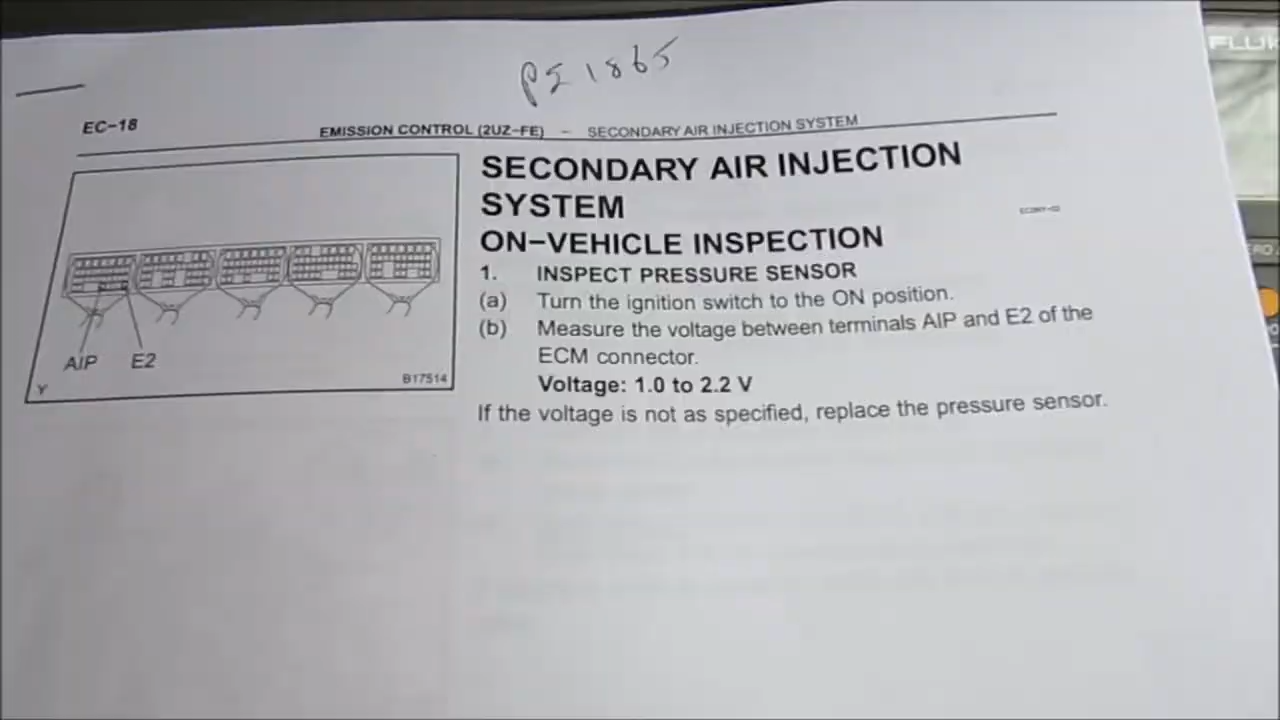 PS 1865
EC-18
EMISSION CONTROL (2UZ-FE) – SECONDARY AIR INJECTION SYSTEM
SECONDARY AIR INJECTION
SYSTEM
ON-VEHICLE INSPECTION
1. INSPECT PRESSURE SENSOR
(a) Turn the ignition switch to the ON position.
(b) Measure the voltage between terminals AIP and E2 of the
ECM connector.
Voltage: 1.0 to 2.2 V
If the voltage is not as specified, replace the pressure sensor.
AIP E2
Y B17514
FLUK